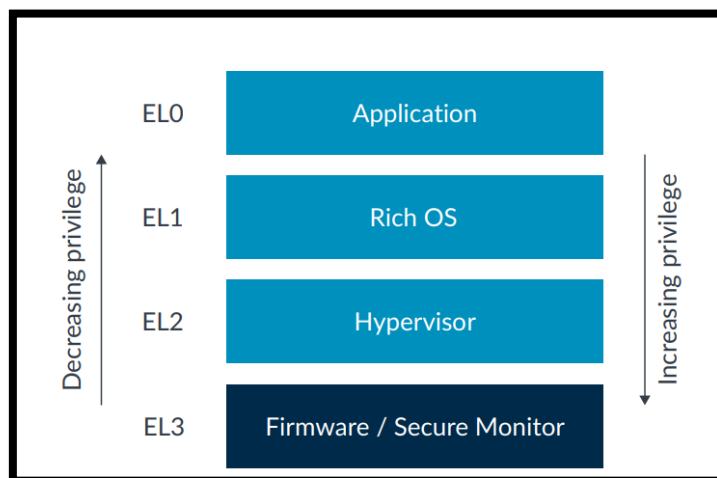 EL0
Application
EL1
Rich OS
EL2
Hypervisor
EL3
Firmware / Secure Monitor
Decreasing privilege
Increasing privilege